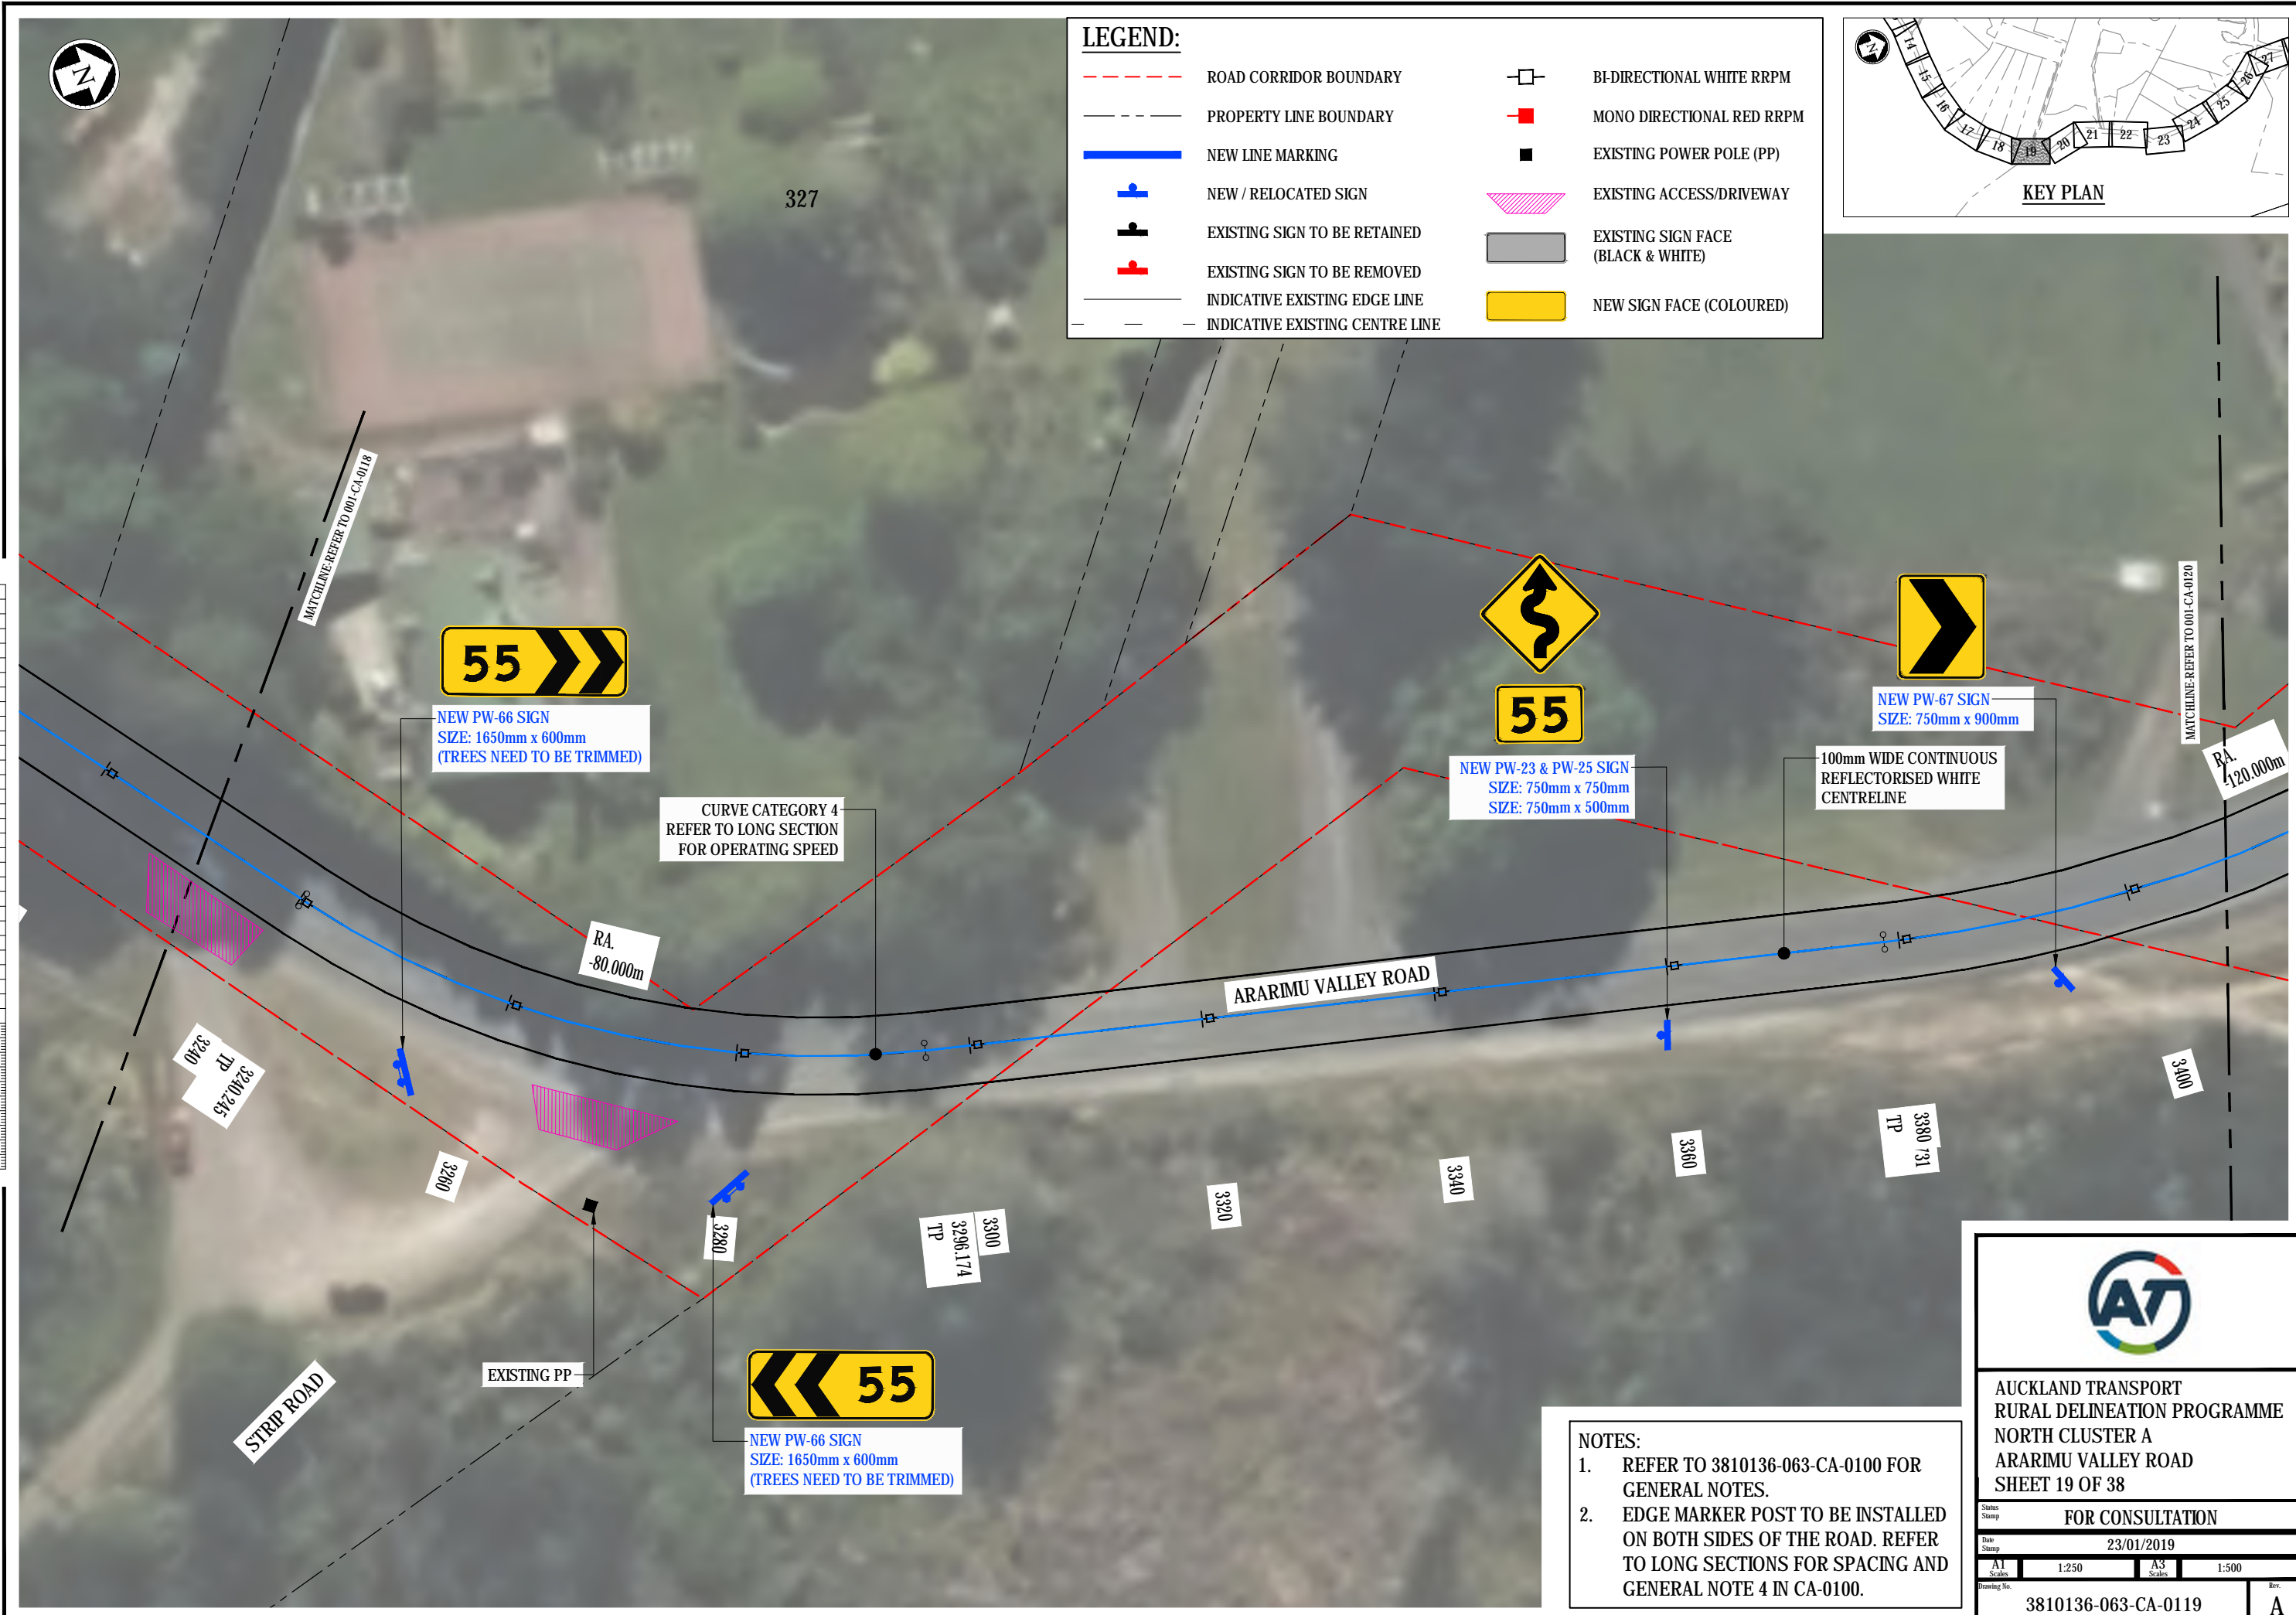 N
LEGEND:
ROAD CORRIDOR BOUNDARY
PROPERTY LINE BOUNDARY
NEW LINE MARKING
NEW / RELOCATED SIGN
EXISTING SIGN TO BE RETAINED
EXISTING SIGN TO BE REMOVED
INDICATIVE EXISTING EDGE LINE
INDICATIVE EXISTING CENTRE LINE
BI-DIRECTIONAL WHITE RRPM
MONO DIRECTIONAL RED RRPM
EXISTING POWER POLE (PP)
EXISTING ACCESS/DRIVEWAY
EXISTING SIGN FACE
(BLACK & WHITE)
NEW SIGN FACE (COLOURED)
N
14
15
16
17
18
19
20
21
22
23
24
25
26
27
KEY PLAN
327
MATCHLINE-REFER TO 001-CA-0118
55
NEW PW-66 SIGN
SIZE: 1650mm x 600mm
(TREES NEED TO BE TRIMMED)
CURVE CATEGORY 4
REFER TO LONG SECTION
FOR OPERATING SPEED
55
NEW PW-23 & PW-25 SIGN
SIZE: 750mm x 750mm
SIZE: 750mm x 500mm
NEW PW-67 SIGN
SIZE: 750mm x 900mm
100mm WIDE CONTINUOUS
REFLECTORISED WHITE
CENTRELINE
MATCHLINE-REFER TO 001-CA-0120
RA.
-120.000m
RA.
-80.000m
ARARIMU VALLEY ROAD
3240
TP
3240.245
3260
3280
TP
3296.174
3300
3320
3340
3360
TP
3380.731
3400
EXISTING PP
STRIP ROAD
55
NEW PW-66 SIGN
SIZE: 1650mm x 600mm
(TREES NEED TO BE TRIMMED)
NOTES:
1. REFER TO 3810136-063-CA-0100 FOR
GENERAL NOTES.
2. EDGE MARKER POST TO BE INSTALLED
ON BOTH SIDES OF THE ROAD. REFER
TO LONG SECTIONS FOR SPACING AND
GENERAL NOTE 4 IN CA-0100.
AT
AUCKLAND TRANSPORT
RURAL DELINEATION PROGRAMME
NORTH CLUSTER A
ARARIMU VALLEY ROAD
SHEET 19 OF 38
Status
Stamp
FOR CONSULTATION
Date
Stamp
23/01/2019
A1
Scales
1:250
A3
Scales
1:500
Drawing No.
3810136-063-CA-0119
Rev.
A